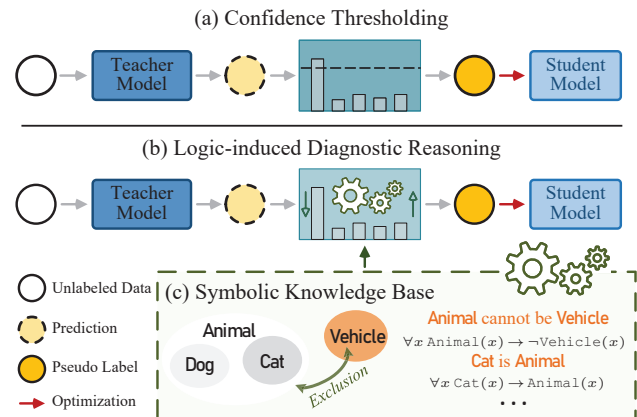 (a) Confidence Thresholding
Teacher
Model
Student
Model
(b) Logic-induced Diagnostic Reasoning
Teacher
Model
Student
Model
Unlabeled Data
Prediction
Pseudo Label
Optimization
(c) Symbolic Knowledge Base
Animal
Dog
Cat
Vehicle
Exclusion
Animal cannot be Vehicle
∀x Animal(x) → ¬Vehicle(x)
Cat is Animal
∀x Cat(x) → Animal(x)
• • •